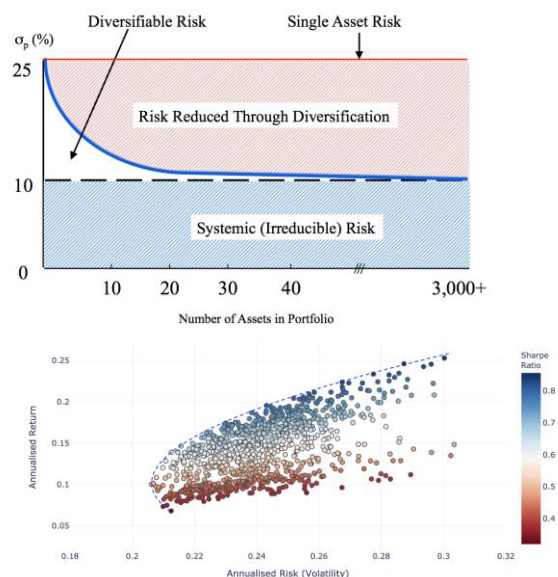 Diversifiable Risk
Single Asset Risk
σp (%)
25
Risk Reduced Through Diversification
10
Systemic (Irreducible) Risk
0
10 20 30 40 3,000+
Number of Assets in Portfolio
Sharpe
Ratio
0.25
0.8
0.2
0.7
Annualised Return
0.15
0.6
0.1
0.5
0.05
0.4
0.18 0.2 0.22 0.24 0.26 0.28 0.3 0.32
Annualised Risk (Volatility)